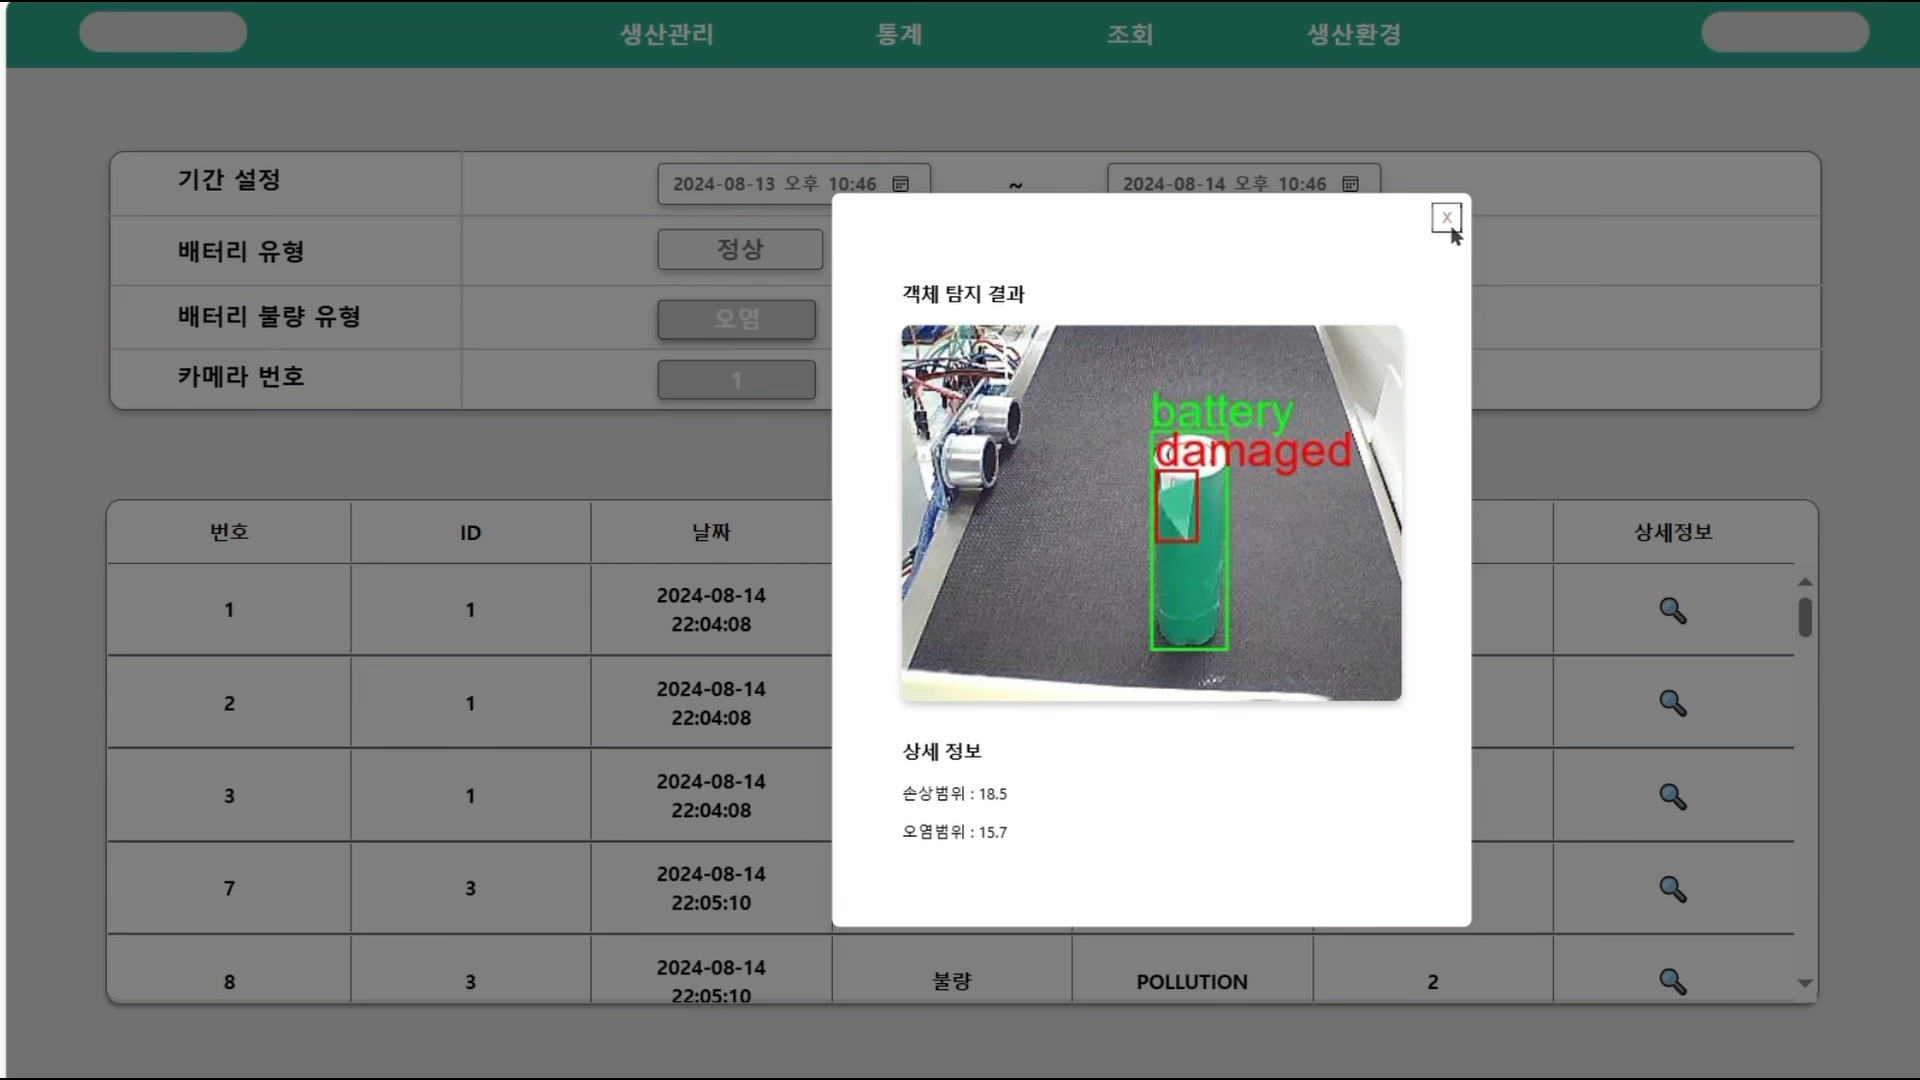 생산관리 통계 조회 생산환경
기간 설정 2024-08-13 오후 10:46 ~ 2024-08-14 오후 10:46
배터리 유형 정상
배터리 불량 유형 오염
카메라 번호 1
X
객체 탐지 결과
battery
damaged
상세 정보
손상범위 : 18.5
오염범위 : 15.7
번호 ID 날짜 상세정보
1 1 2024-08-14
22:04:08
2 1 2024-08-14
22:04:08
3 1 2024-08-14
22:04:08
7 3 2024-08-14
22:05:10
8 3 2024-08-14
22:05:10 불량 POLLUTION 2